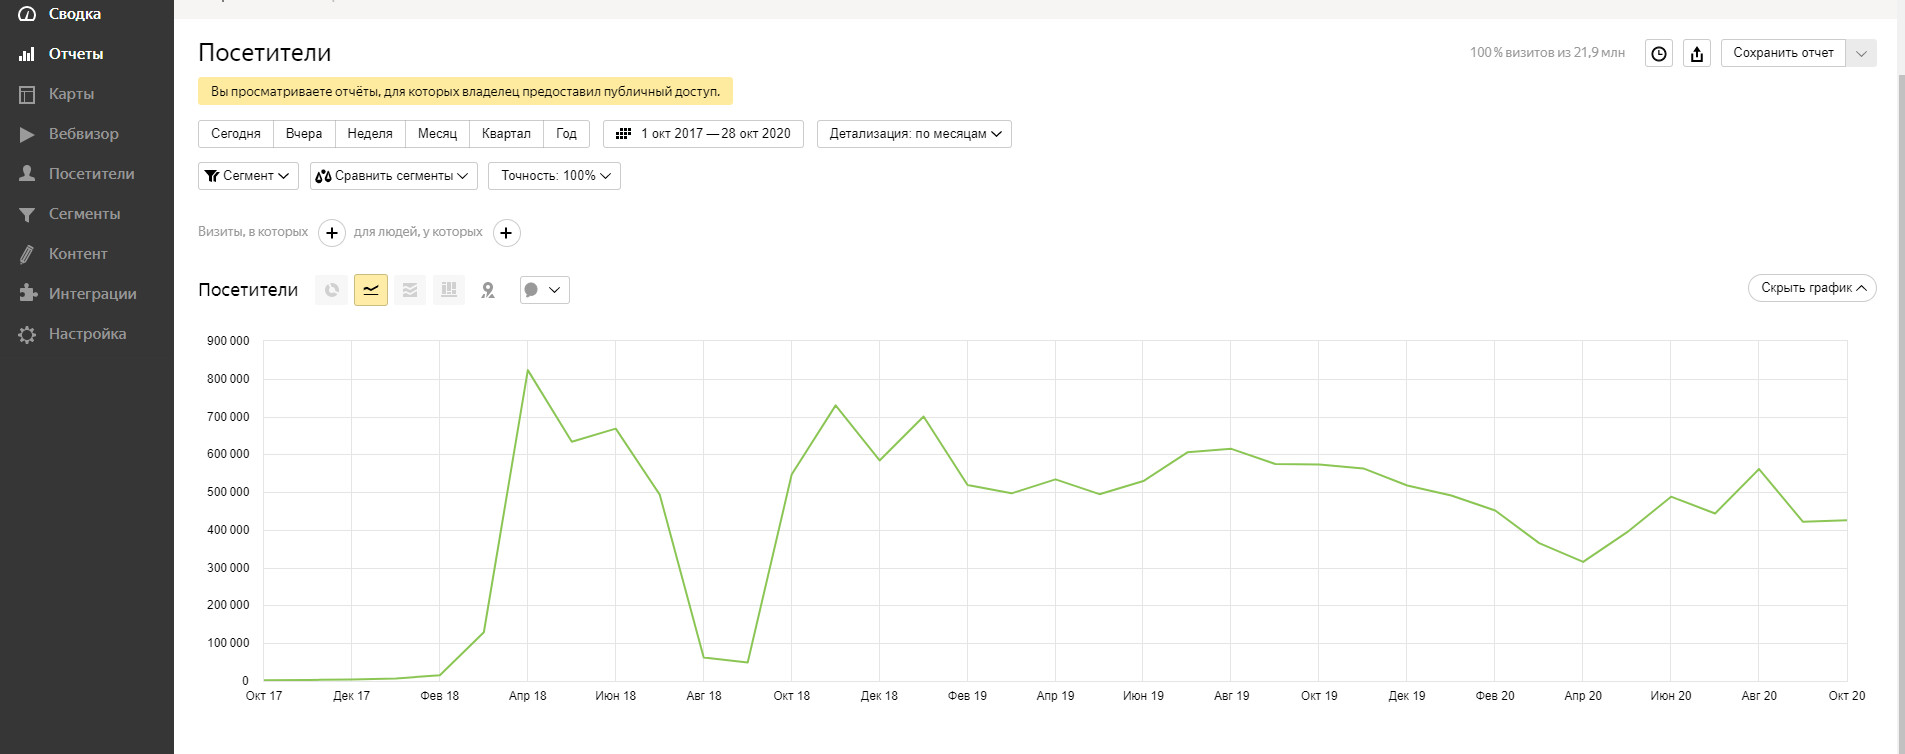 Сводка
Отчеты
Карты
Вебвизор
Посетители
Сегменты
Контент
Интеграции
Настройка
Посетители
100 % визитов из 21,9 млн
Сохранить отчет
Вы просматриваете отчёты, для которых владелец предоставил публичный доступ.
Сегодня Вчера Неделя Месяц Квартал Год 1 окт 2017 — 28 окт 2020 Детализация: по месяцам
Сегмент Сравнить сегменты Точность: 100%
Визиты, в которых + для людей, у которых +
Посетители
Скрыть график
900 000
800 000
700 000
600 000
500 000
400 000
300 000
200 000
100 000
0
Окт 17 Дек 17 Фев 18 Апр 18 Июн 18 Авг 18 Окт 18 Дек 18 Фев 19 Апр 19 Июн 19 Авг 19 Окт 19 Дек 19 Фев 20 Апр 20 Июн 20 Авг 20 Окт 20